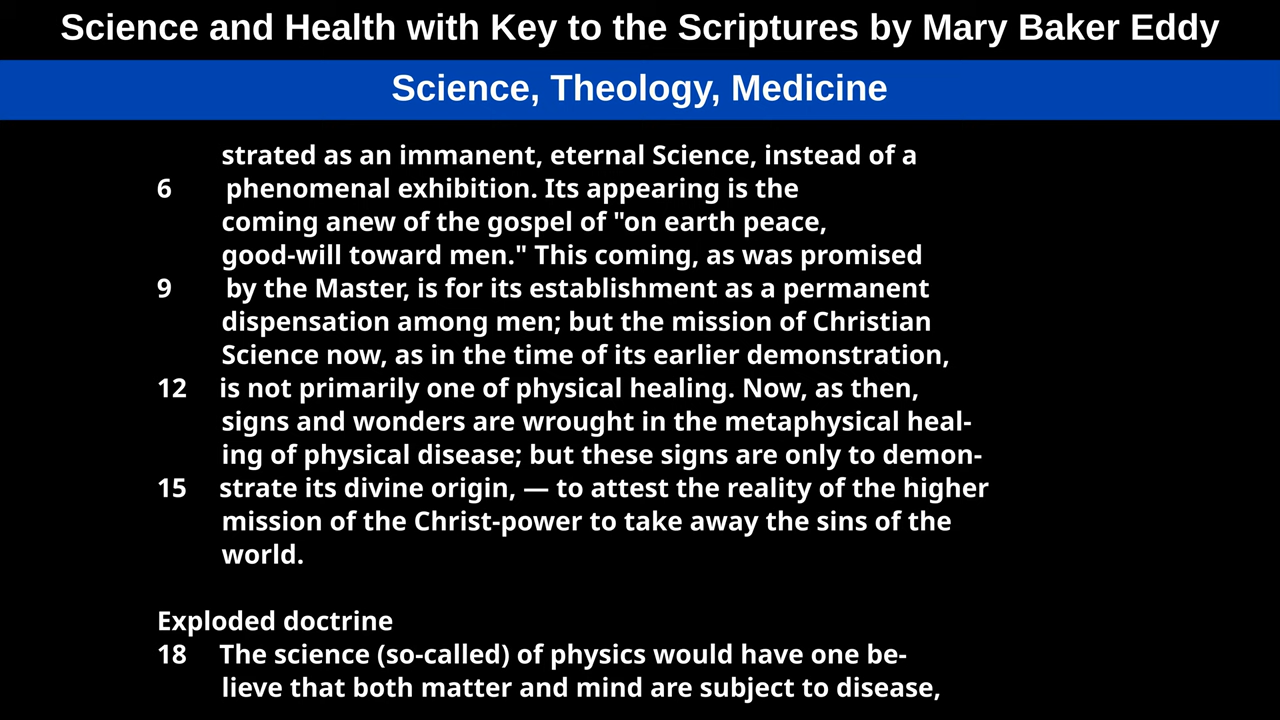 Science and Health with Key to the Scriptures by Mary Baker Eddy
Science, Theology, Medicine
strated as an immanent, eternal Science, instead of a
6 phenomenal exhibition. Its appearing is the
coming anew of the gospel of "on earth peace,
good-will toward men." This coming, as was promised
9 by the Master, is for its establishment as a permanent
dispensation among men; but the mission of Christian
Science now, as in the time of its earlier demonstration,
12 is not primarily one of physical healing. Now, as then,
signs and wonders are wrought in the metaphysical heal-
ing of physical disease; but these signs are only to demon-
15 strate its divine origin, — to attest the reality of the higher
mission of the Christ-power to take away the sins of the
world.
Exploded doctrine
18 The science (so-called) of physics would have one be-
lieve that both matter and mind are subject to disease,